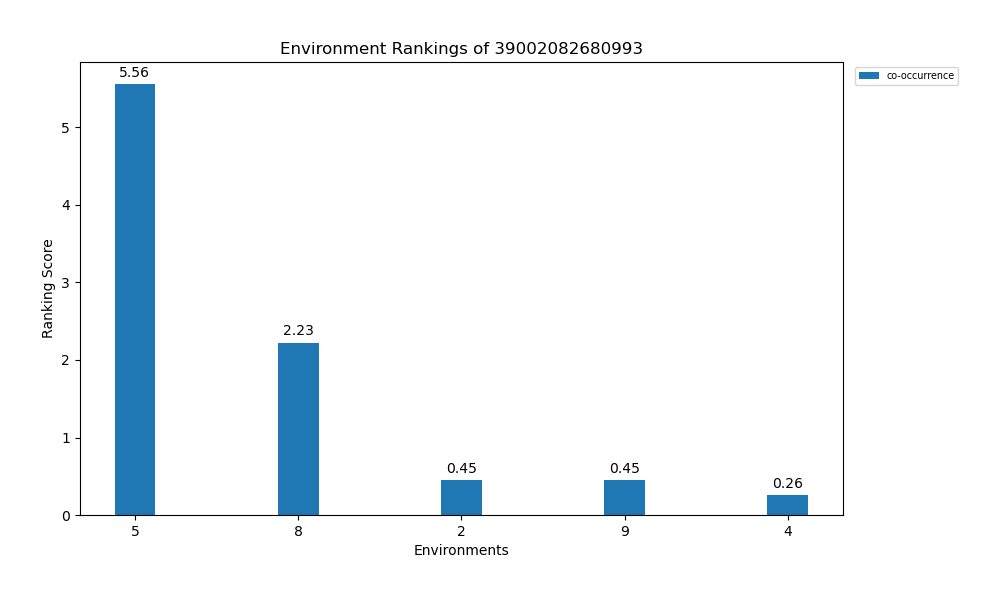 Environment Rankings of 39002082680993
co-occurrence
5.56
2.23
0.45
0.45
0.26
Ranking Score
5
4
3
2
1
0
5 8 2 9 4
Environments